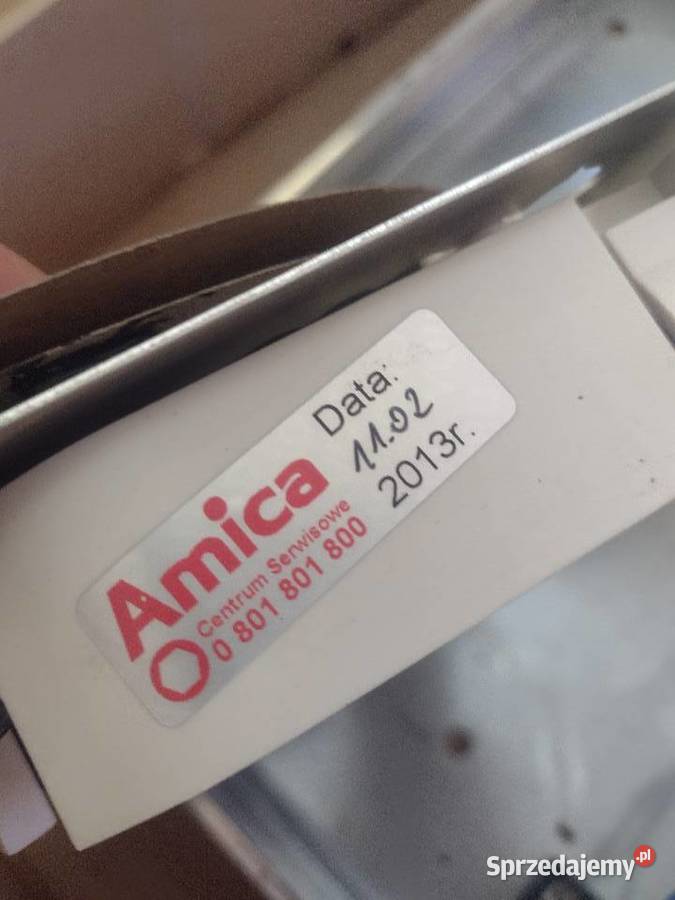 Amica
Centrum Serwisowe
0 801 801 800
Data:
11.02
2013r.
Sprzedajemy.pl